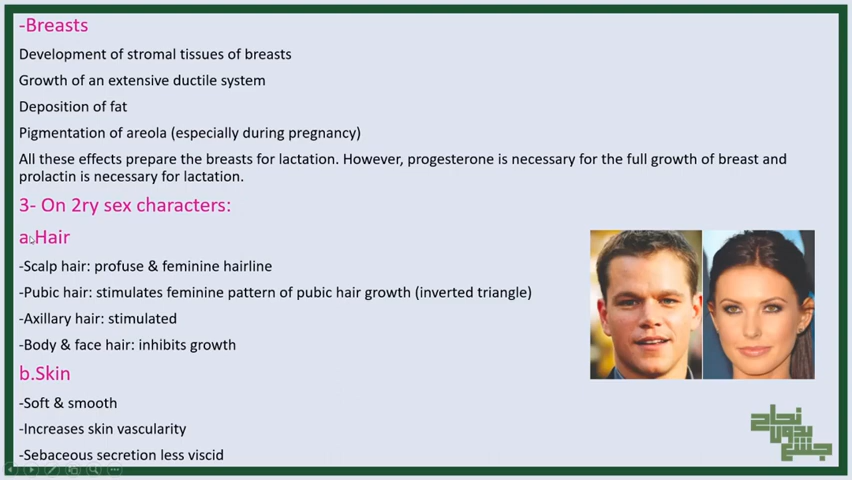 -Breasts
Development of stromal tissues of breasts
Growth of an extensive ductile system
Deposition of fat
Pigmentation of areola (especially during pregnancy)
All these effects prepare the breasts for lactation. However, progesterone is necessary for the full growth of breast and
prolactin is necessary for lactation.
3- On 2ry sex characters:
a.Hair
-Scalp hair: profuse & feminine hairline
-Pubic hair: stimulates feminine pattern of pubic hair growth (inverted triangle)
-Axillary hair: stimulated
-Body & face hair: inhibits growth
b.Skin
-Soft & smooth
-Increases skin vascularity
-Sebaceous secretion less viscid
نجاح
بدون
جشع